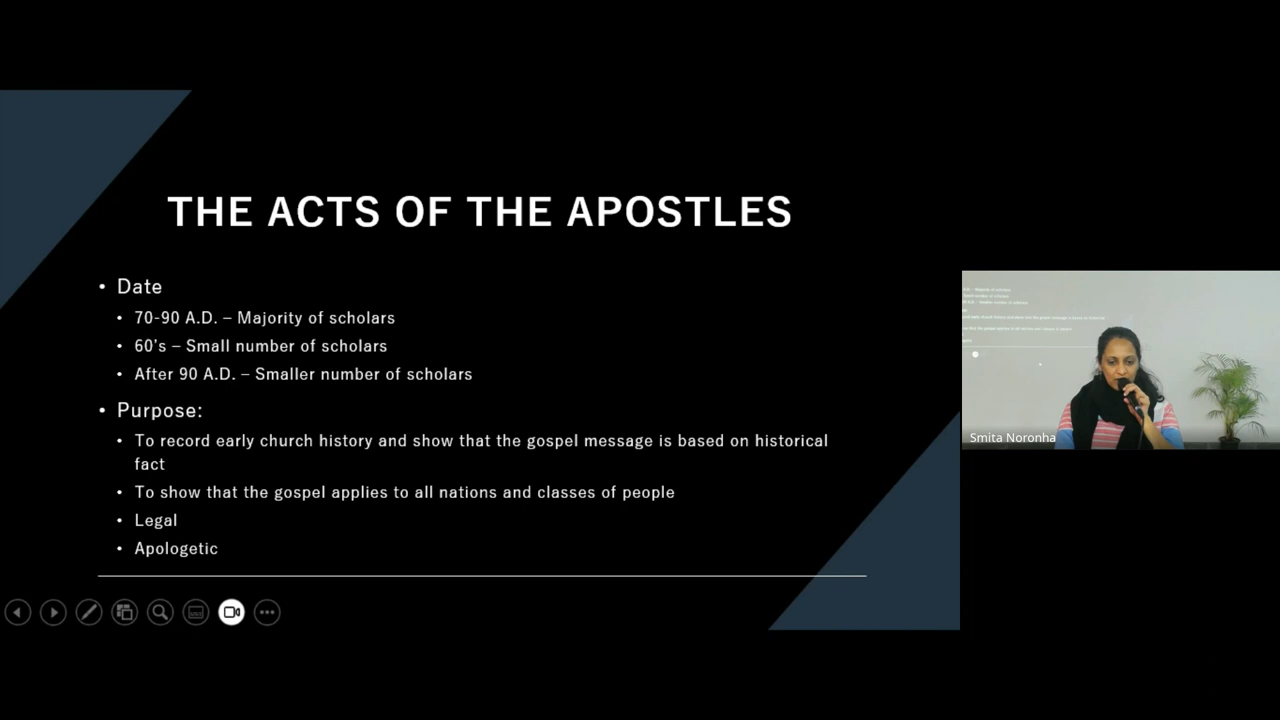 THE ACTS OF THE APOSTLES
• Date
• 70-90 A.D. – Majority of scholars
• 60's – Small number of scholars
• After 90 A.D. – Smaller number of scholars
• Purpose:
• To record early church history and show that the gospel message is based on historical
fact
• To show that the gospel applies to all nations and classes of people
• Legal
• Apologetic
Smita Noronha